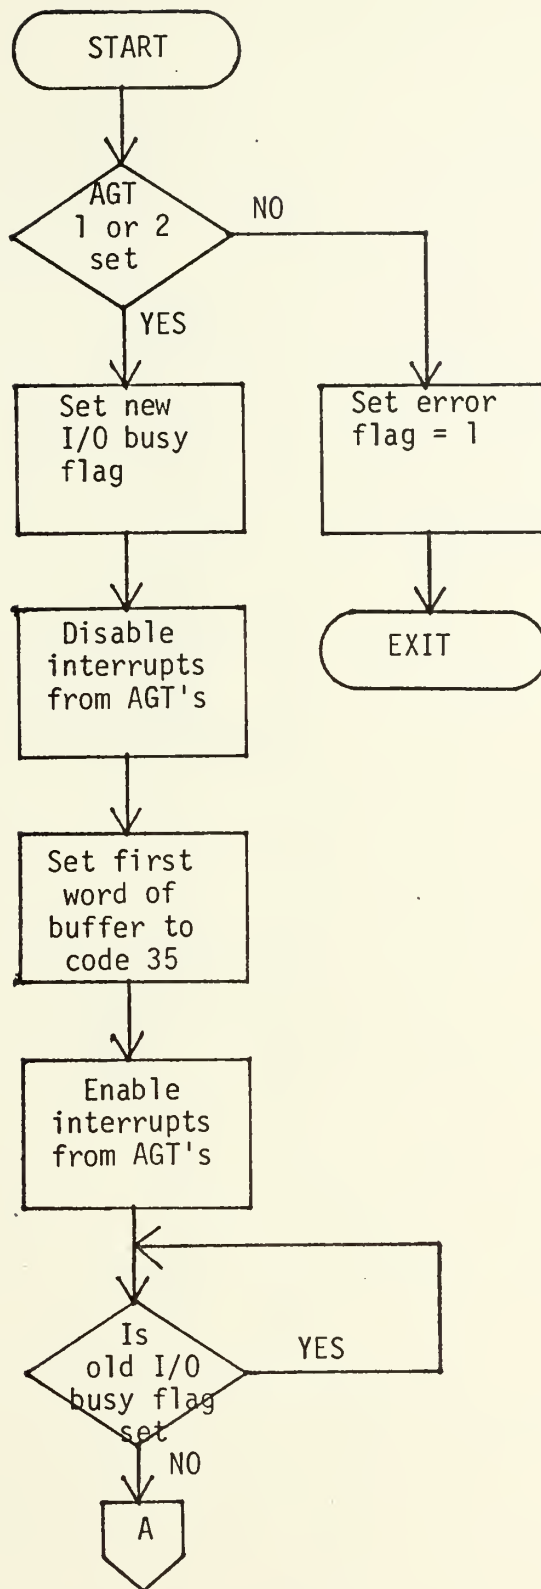 START
AGT
1 or 2
set
NO
YES
Set new
I/O busy
flag
Set error
flag = 1
Disable
interrupts
from AGT's
EXIT
Set first
word of
buffer to
code 35
Enable
interrupts
from AGT's
Is
old I/O
busy flag
set
YES
NO
A